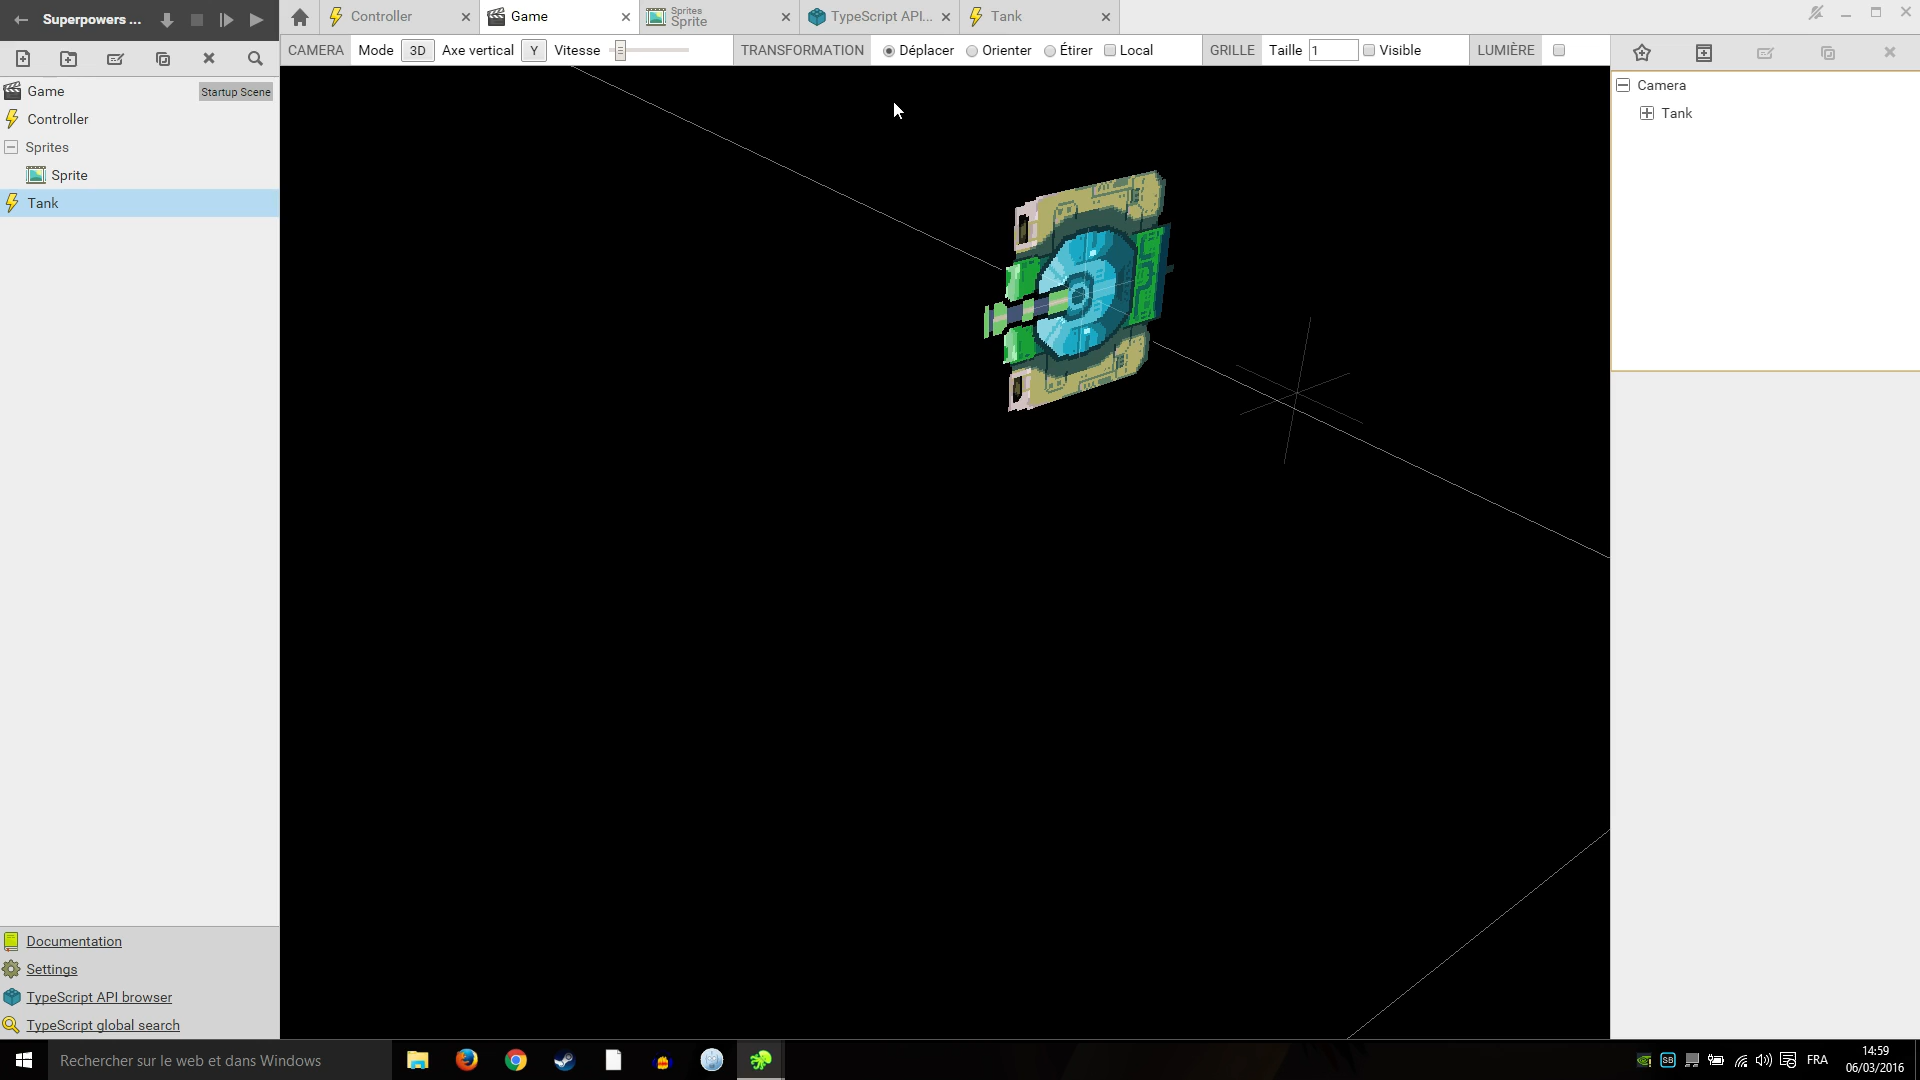 Superpowers ...
Controller
Game
Sprites
Sprite
TypeScript API...
Tank
CAMERA Mode 3D Axe vertical Y Vitesse TRANSFORMATION Déplacer Orienter Étirer Local GRILLE Taille 1 Visible LUMIÈRE
Game Startup Scene
Controller
Sprites
Sprite
Tank
Camera
Tank
Documentation
Settings
TypeScript API browser
TypeScript global search
Rechercher sur le web et dans Windows
SB
FRA
14:59
06/03/2016